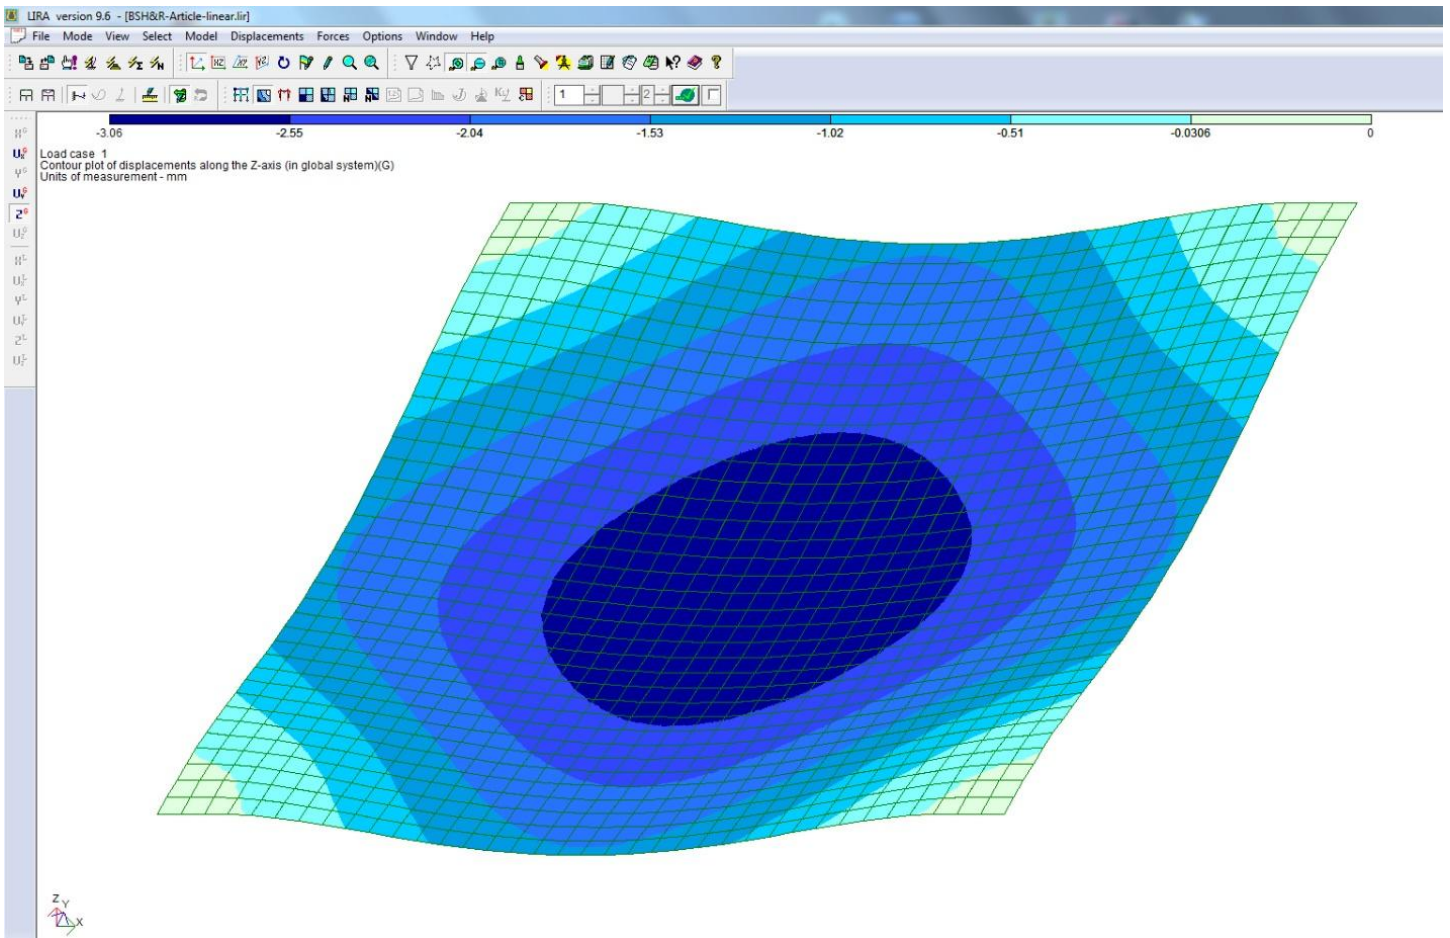 LIRA version 9.6 - [BSH&R-Article-linear.lir]
File Mode View Select Model Displacements Forces Options Window Help
1 2
-3.06 -2.55 -2.04 -1.53 -1.02 -0.51 -0.0306 0
Load case 1
Contour plot of displacements along the Z-axis (in global system)(G)
Units of measurement - mm
Z Y
X